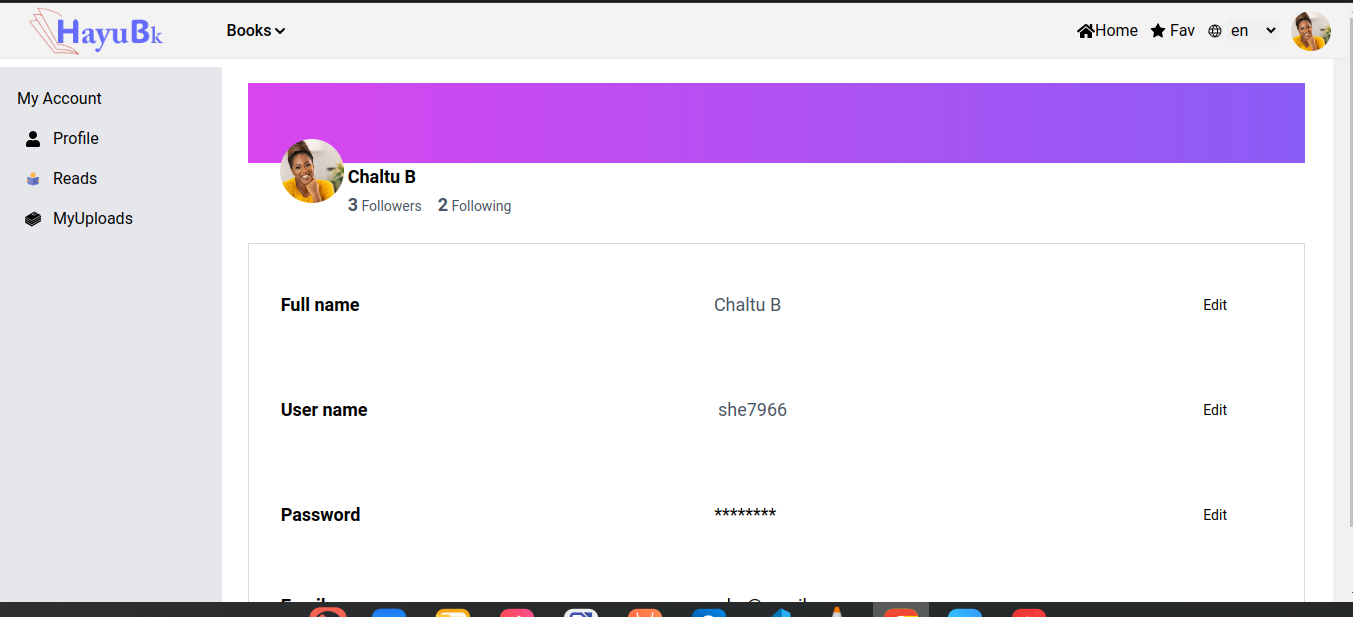 HayuBk
Books
Home
Fav
en
My Account
Profile
Reads
MyUploads
Chaltu B
3 Followers 2 Following
Full name Chaltu B Edit
User name she7966 Edit
Password ******** Edit